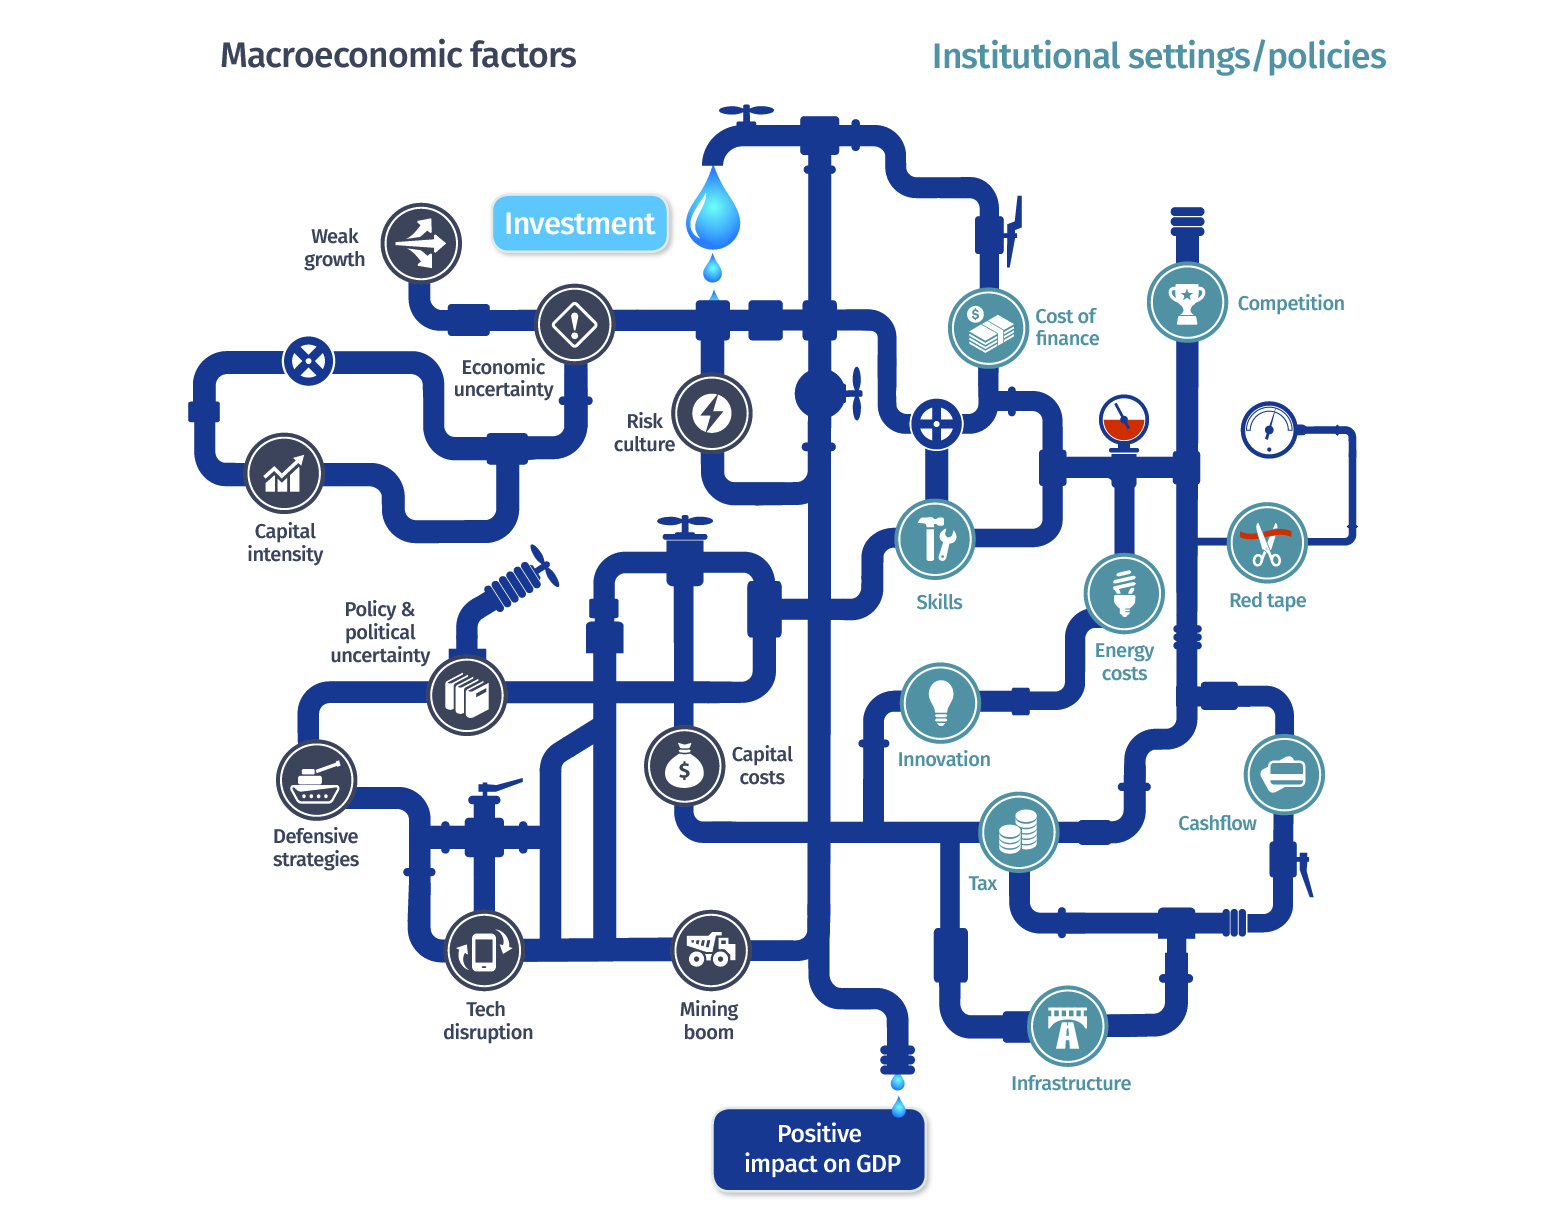 Macroeconomic factors
Institutional settings/policies
Investment
Weak
growth
Economic
uncertainty
Risk
culture
Capital
intensity
Cost of
finance
Competition
Policy &
political
uncertainty
Skills
Red tape
Energy
costs
Innovation
Capital
costs
Defensive
strategies
Tax
Cashflow
Tech
disruption
Mining
boom
Infrastructure
Positive
impact on GDP